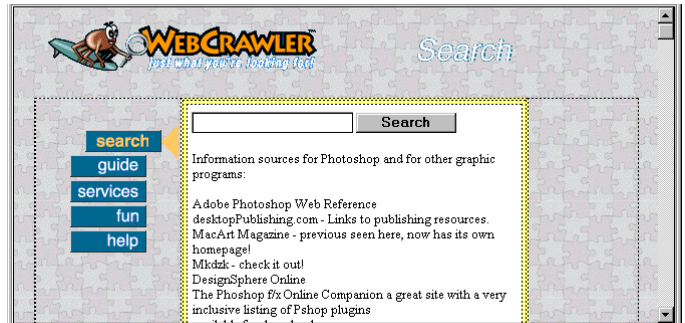 WEBCRAWLER
just what you're looking for!
Search
Search
search
guide
services
fun
help
Information sources for Photoshop and for other graphic
programs:
Adobe Photoshop Web Reference
desktopPublishing.com - Links to publishing resources.
MacArt Magazine - previous seen here, now has its own
homepage!
Mkdzk - check it out!
DesignSphere Online
The Phoshop f/x Online Companion a great site with a very
inclusive listing of Pshop plugins